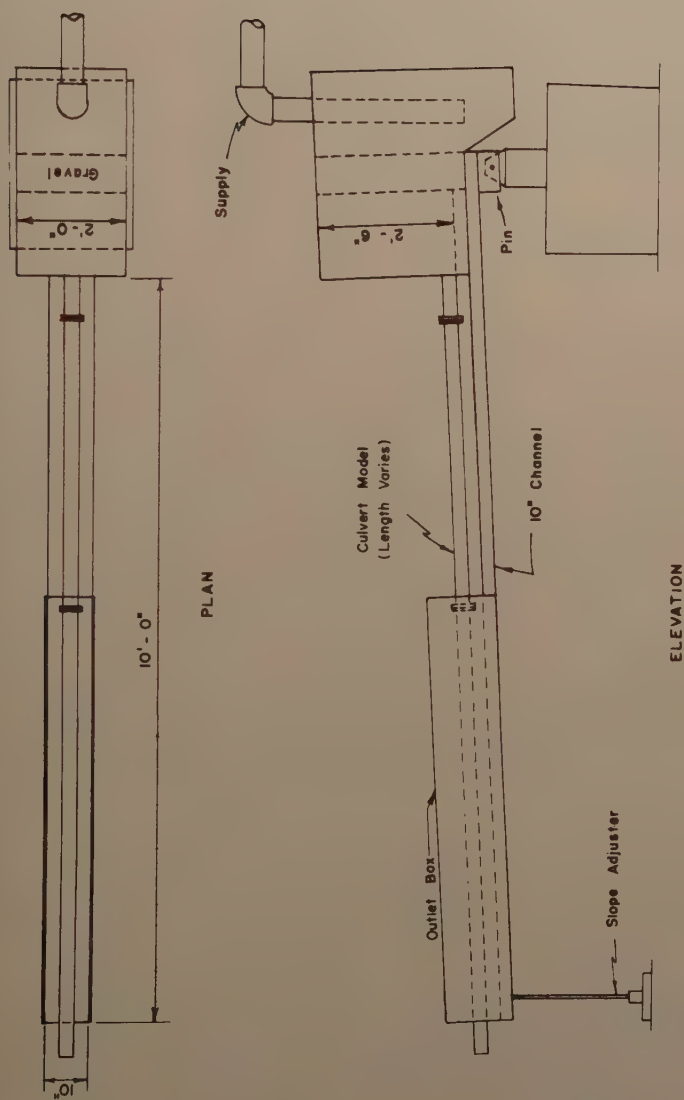 Gravel
2'-0"
10'-0"
10"
PLAN
Supply
2'-6"
Pin
Culvert Model
(Length Varies)
10" Channel
Outlet Box
Slope Adjuster
ELEVATION